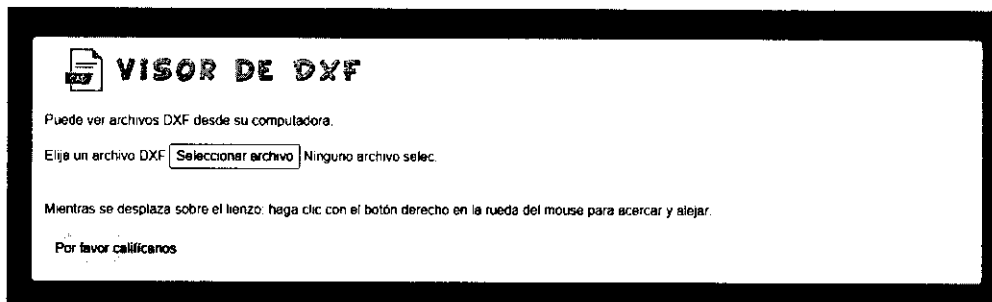 VISOR DE DXF
Puede ver archivos DXF desde su computadora.
Elija un archivo DXF Seleccionar archivo Ninguno archivo selec.
Mientras se desplaza sobre el lienzo: haga clic con el botón derecho en la rueda del mouse para acercar y alejar.
Por favor califícanos